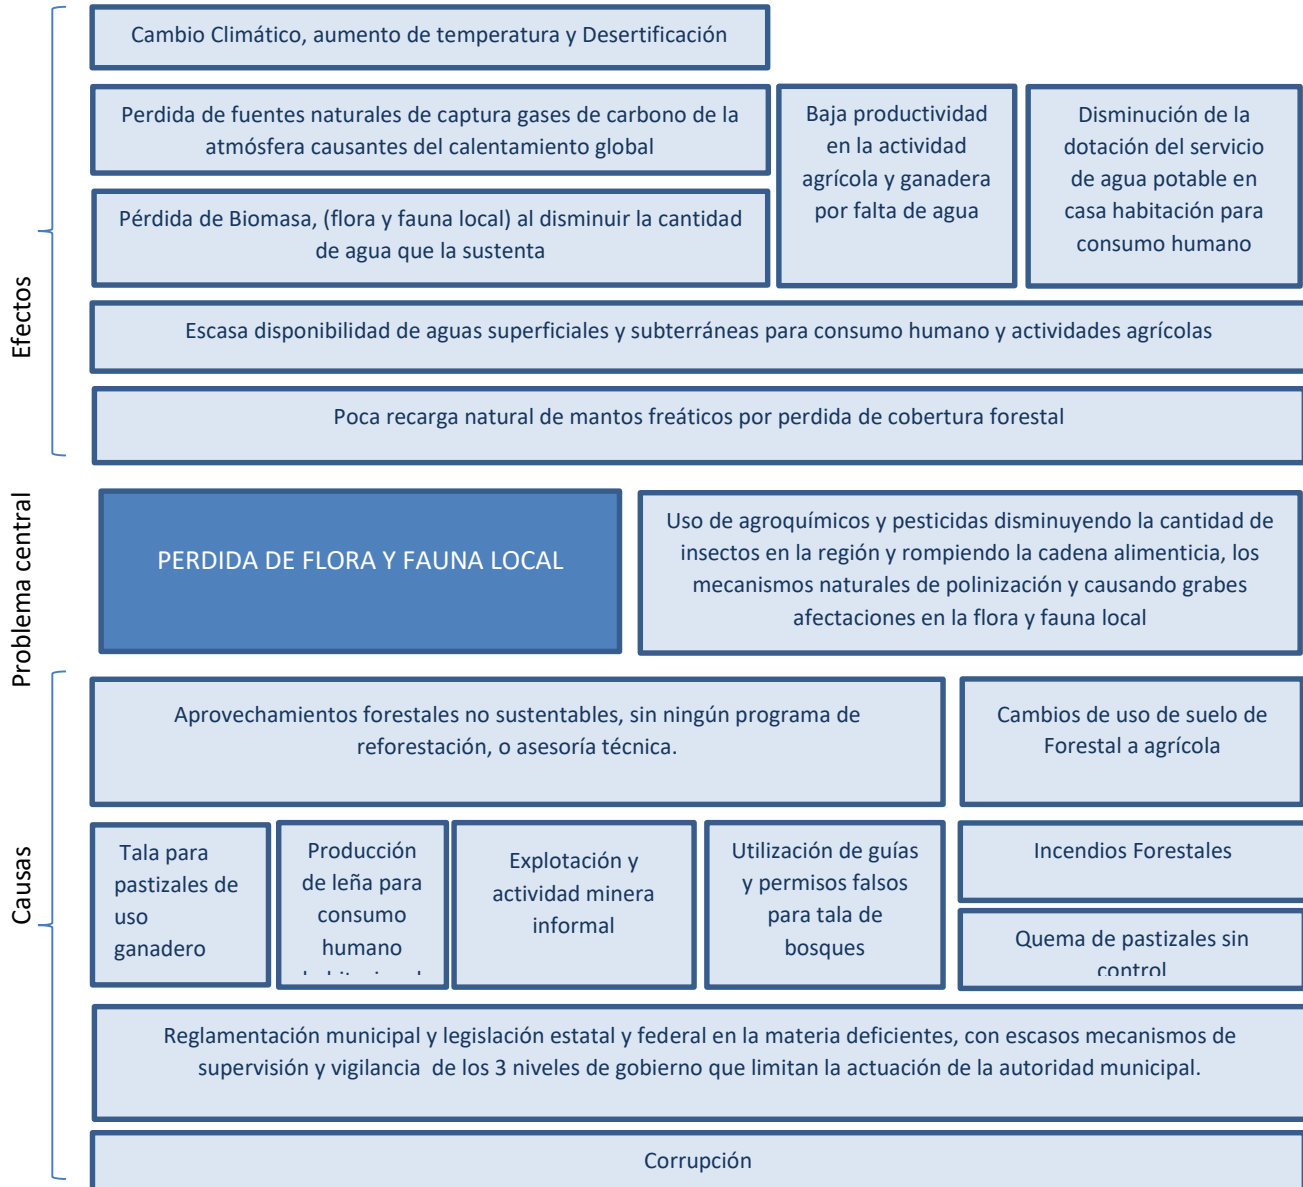 Cambio Climático, aumento de temperatura y Desertificación
Perdida de fuentes naturales de captura gases de carbono de la
atmósfera causantes del calentamiento global
Baja productividad
en la actividad
agrícola y ganadera
por falta de agua
Disminución de la
dotación del servicio
de agua potable en
casa habitación para
consumo humano
Pérdida de Biomasa, (flora y fauna local) al disminuir la cantidad
de agua que la sustenta
Efectos
Escasa disponibilidad de aguas superficiales y subterráneas para consumo humano y actividades agrícolas
Poca recarga natural de mantos freáticos por perdida de cobertura forestal
Problema central
PERDIDA DE FLORA Y FAUNA LOCAL
Uso de agroquímicos y pesticidas disminuyendo la cantidad de
insectos en la región y rompiendo la cadena alimenticia, los
mecanismos naturales de polinización y causando grabes
afectaciones en la flora y fauna local
Causas
Aprovechamientos forestales no sustentables, sin ningún programa de
reforestación, o asesoría técnica.
Cambios de uso de suelo de
Forestal a agrícola
Tala para
pastizales de
uso
ganadero
Producción
de leña para
consumo
humano
Explotación y
actividad minera
informal
Utilización de guías
y permisos falsos
para tala de
bosques
Incendios Forestales
Quema de pastizales sin
control
Reglamentación municipal y legislación estatal y federal en la materia deficientes, con escasos mecanismos de
supervisión y vigilancia de los 3 niveles de gobierno que limitan la actuación de la autoridad municipal.
Corrupción